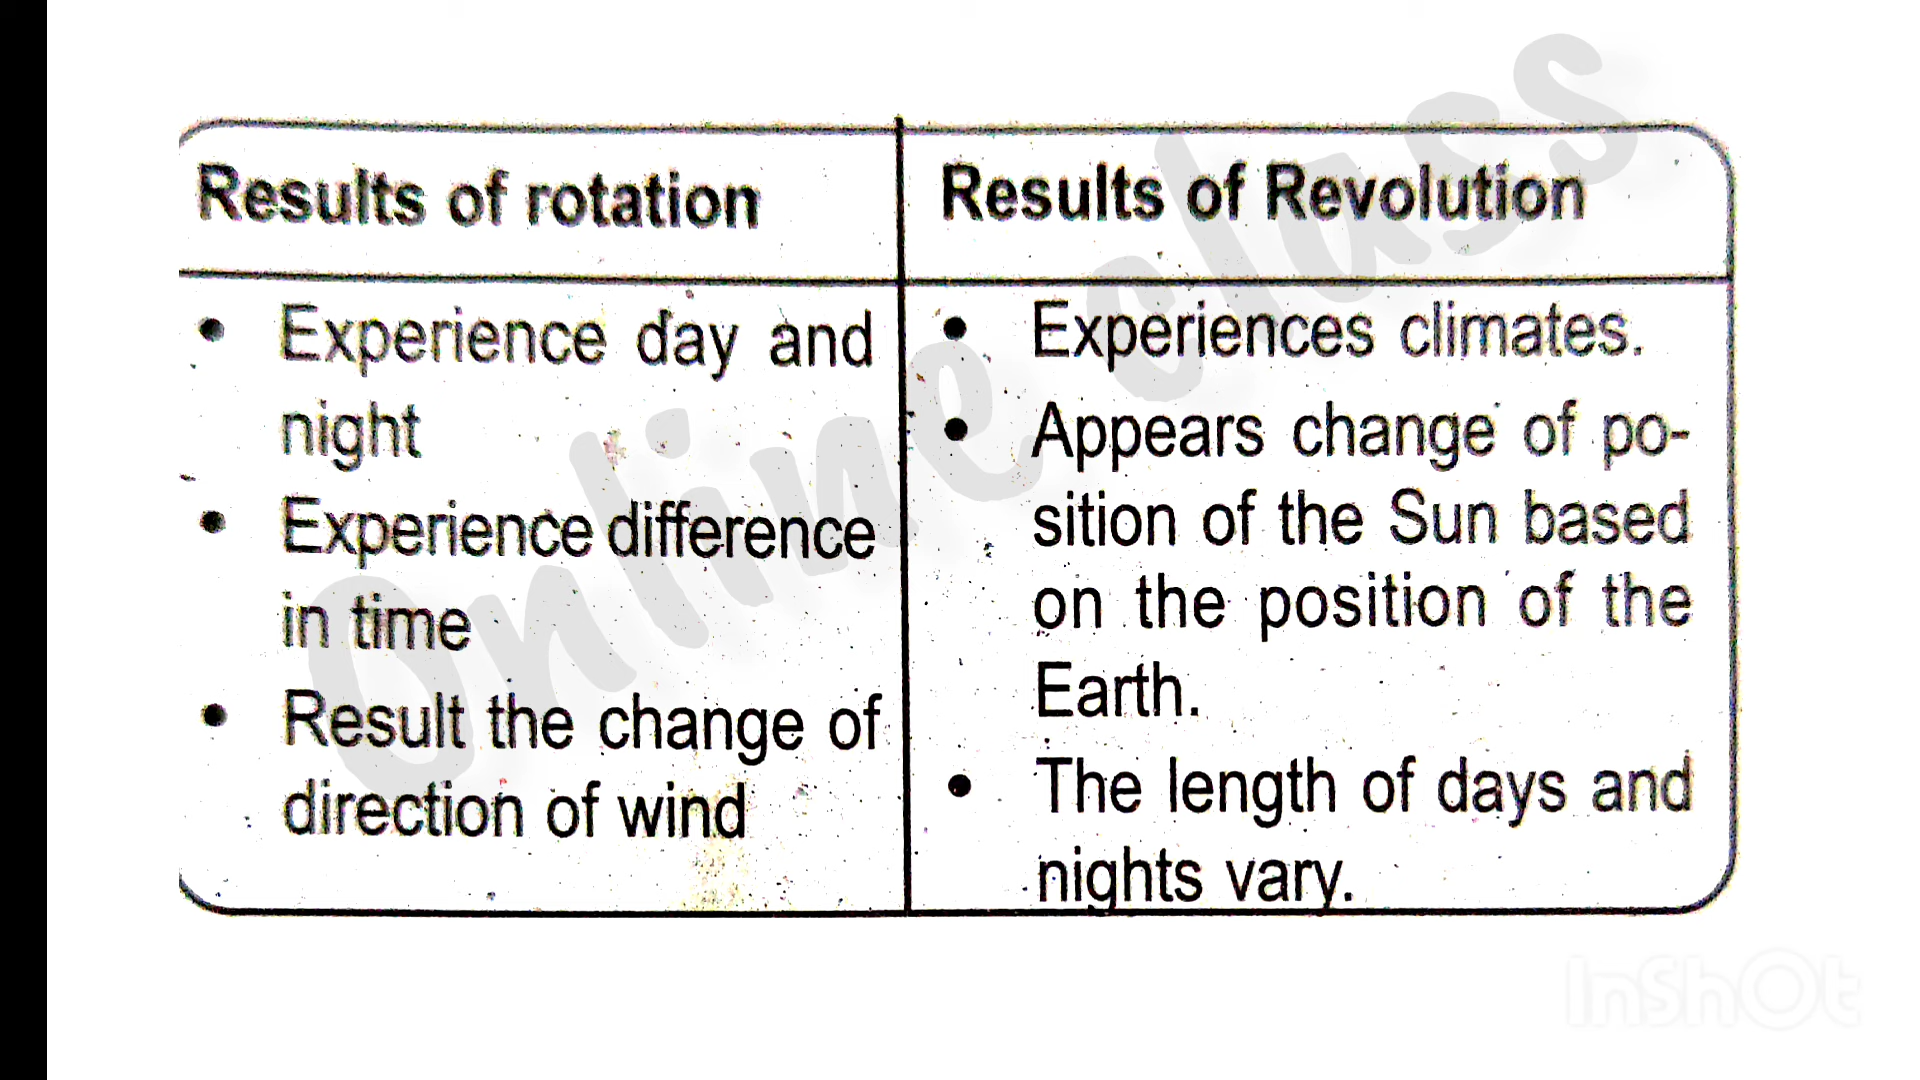 Results of rotation
Results of Revolution
• Experience day and
night
• Experience difference
in time
• Result the change of
direction of wind
• Experiences climates.
• Appears change of po-
sition of the Sun based
on the position of the
Earth.
• The length of days and
nights vary.
Online class
InShOt